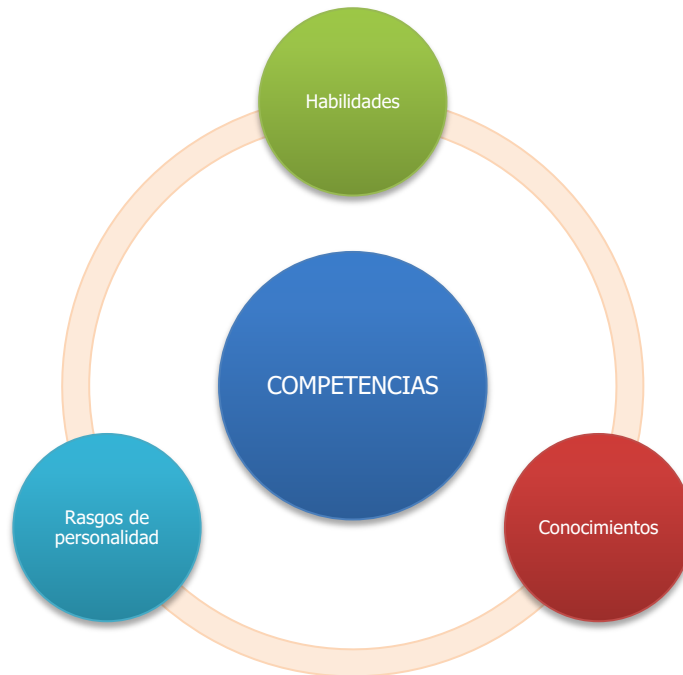 Habilidades
COMPETENCIAS
Rasgos de
personalidad
Conocimientos